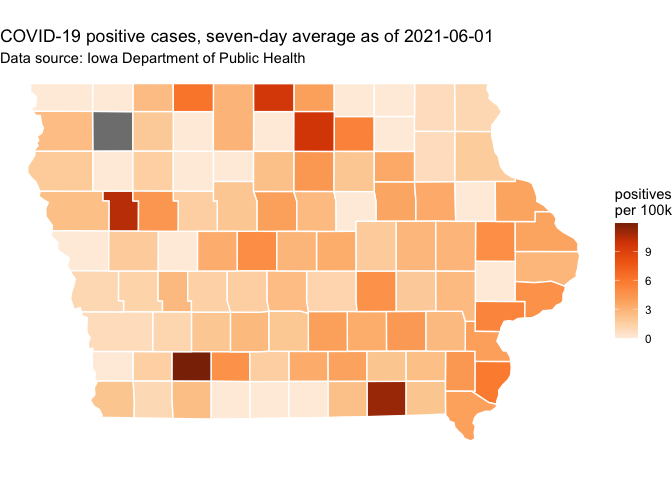 COVID-19 positive cases, seven-day average as of 2021-06-01
Data source: Iowa Department of Public Health
positives
per 100k
9
6
3
0